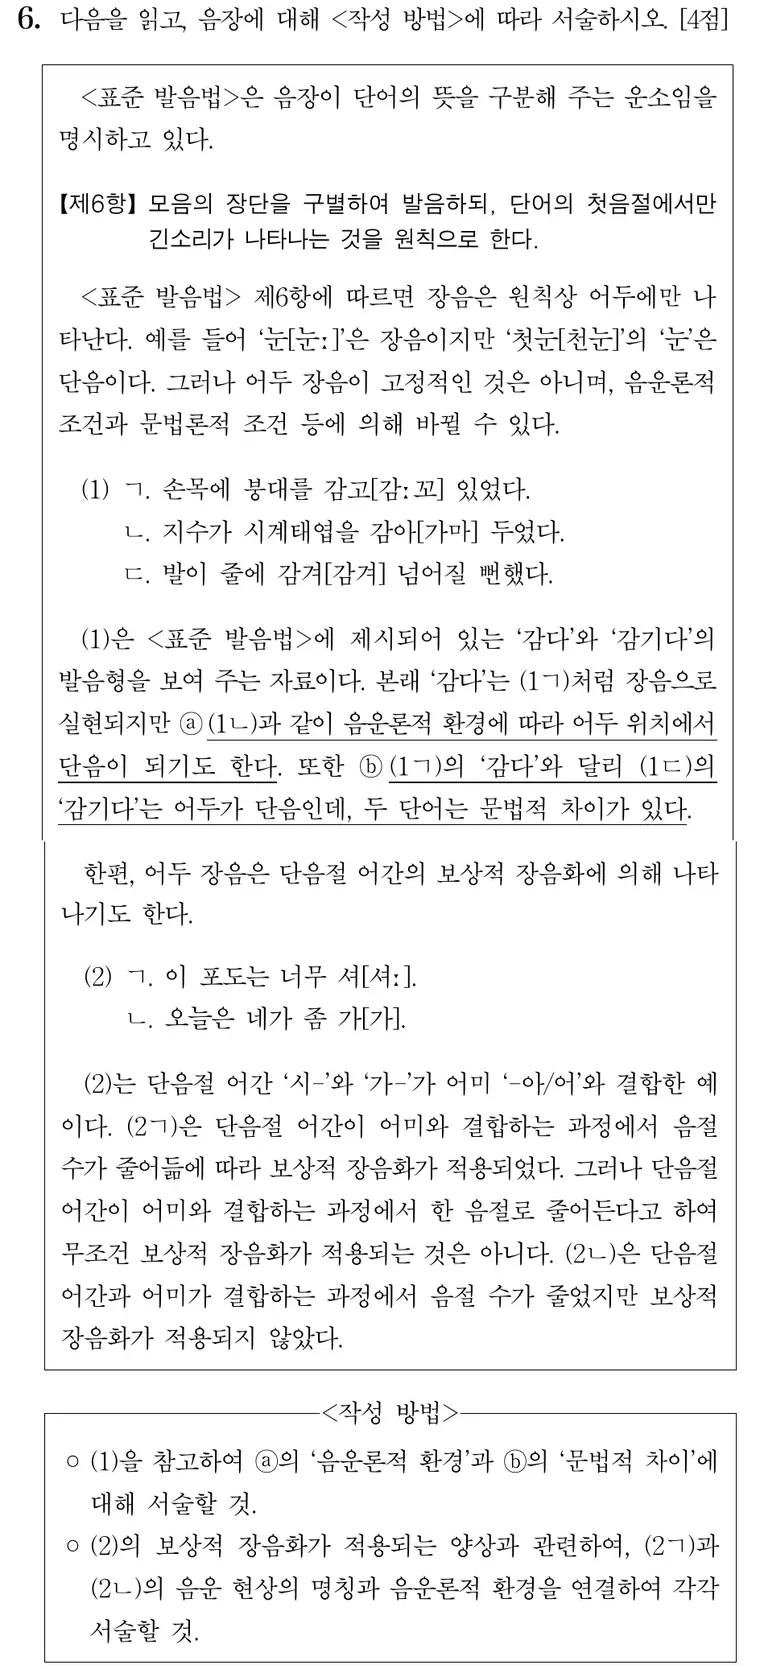 6. 다음을 읽고, 음장에 대해 <작성 방법>에 따라 서술하시오. [4점]
<표준 발음법>은 음장이 단어의 뜻을 구분해 주는 운소임을
명시하고 있다.
【제6항】 모음의 장단을 구별하여 발음하되, 단어의 첫음절에서만
긴소리가 나타나는 것을 원칙으로 한다.
<표준 발음법> 제6항에 따르면 장음은 원칙상 어두에만 나
타난다. 예를 들어 ‘눈[눈ː]’은 장음이지만 ‘첫눈[천눈]’의 ‘눈’은
단음이다. 그러나 어두 장음이 고정적인 것은 아니며, 음운론적
조건과 문법론적 조건 등에 의해 바뀔 수 있다.
(1) ㄱ. 손목에 붕대를 감고[감ː꼬] 있었다.
ㄴ. 지수가 시계태엽을 감아[가마] 두었다.
ㄷ. 발이 줄에 감겨[감겨] 넘어질 뻔했다.
(1)은 <표준 발음법>에 제시되어 있는 ‘감다’와 ‘감기다’의
발음형을 보여 주는 자료이다. 본래 ‘감다’는 (1ㄱ)처럼 장음으로
실현되지만 ⓐ(1ㄴ)과 같이 음운론적 환경에 따라 어두 위치에서
단음이 되기도 한다. 또한 ⓑ(1ㄱ)의 ‘감다’와 달리 (1ㄷ)의
‘감기다’는 어두가 단음인데, 두 단어는 문법적 차이가 있다.
한편, 어두 장음은 단음절 어간의 보상적 장음화에 의해 나타
나기도 한다.
(2) ㄱ. 이 포도는 너무 셔[셔ː].
ㄴ. 오늘은 네가 좀 가[가].
(2)는 단음절 어간 ‘시-’와 ‘가-’가 어미 ‘-아/어’와 결합한 예
이다. (2ㄱ)은 단음절 어간이 어미와 결합하는 과정에서 음절
수가 줄어듦에 따라 보상적 장음화가 적용되었다. 그러나 단음절
어간이 어미와 결합하는 과정에서 한 음절로 줄어든다고 하여
무조건 보상적 장음화가 적용되는 것은 아니다. (2ㄴ)은 단음절
어간과 어미가 결합하는 과정에서 음절 수가 줄었지만 보상적
장음화가 적용되지 않았다.
<작성 방법>
○ (1)을 참고하여 ⓐ의 ‘음운론적 환경’과 ⓑ의 ‘문법적 차이’에
대해 서술할 것.
○ (2)의 보상적 장음화가 적용되는 양상과 관련하여, (2ㄱ)과
(2ㄴ)의 음운 현상의 명칭과 음운론적 환경을 연결하여 각각
서술할 것.